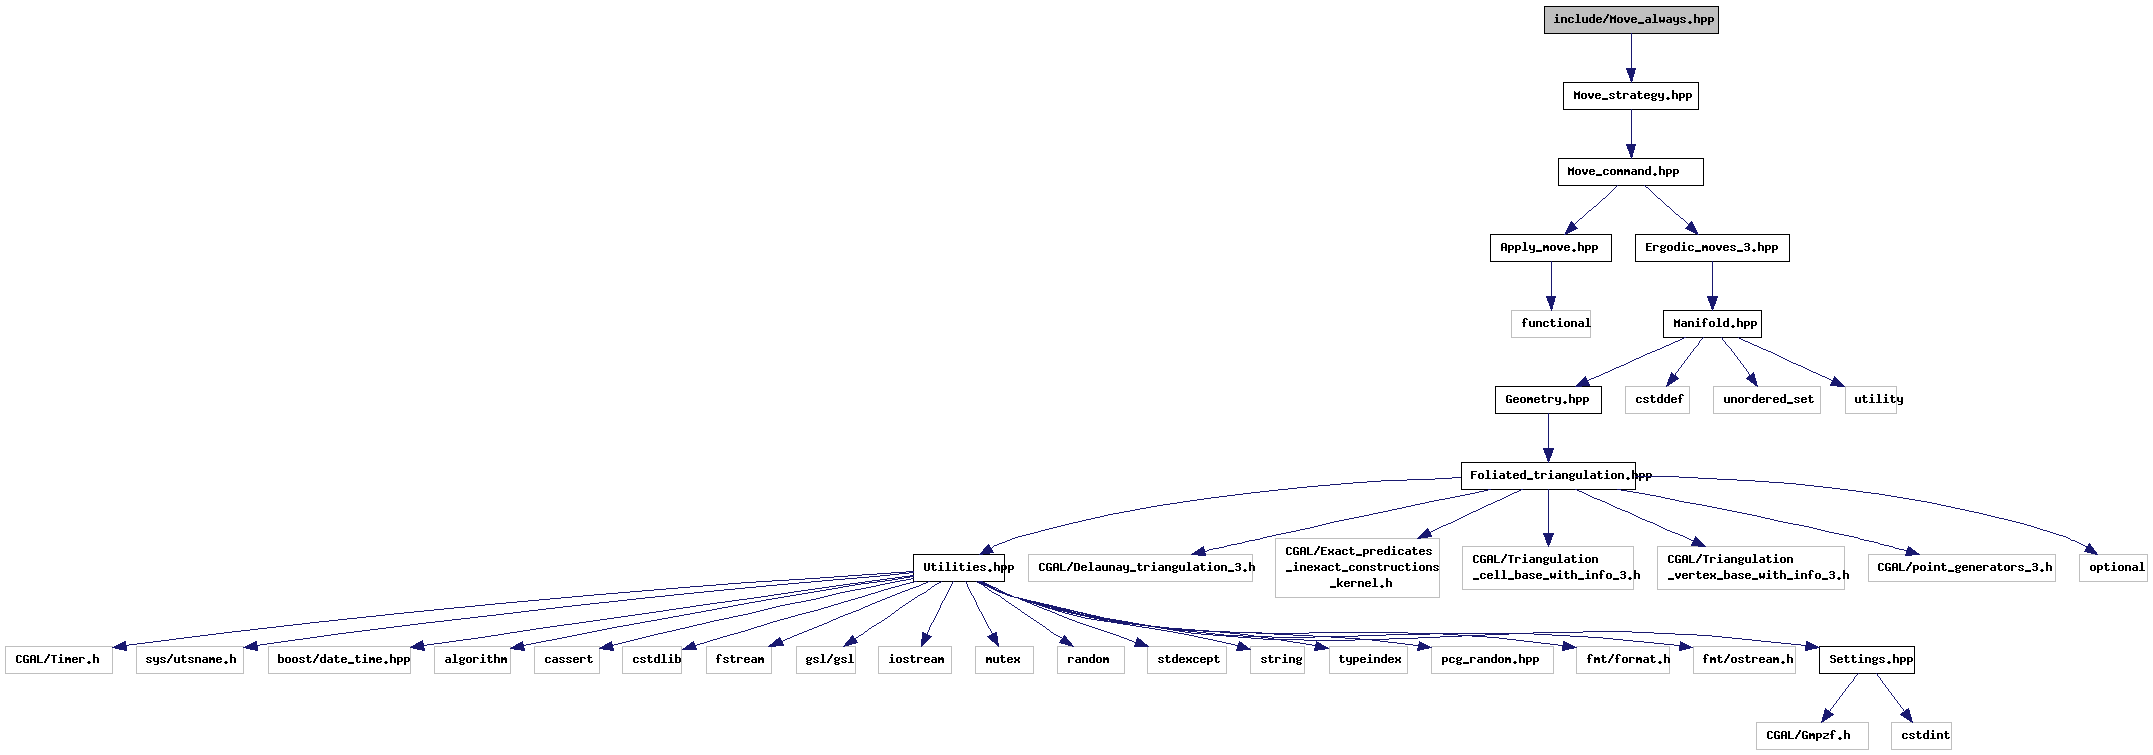 include/Move_always.hpp
Move_strategy.hpp
Move_command.hpp
Apply_move.hpp
Ergodic_moves_3.hpp
functional
Manifold.hpp
Geometry.hpp
cstddef
unordered_set
utility
Foliated_triangulation.hpp
Utilities.hpp
CGAL/Delaunay_triangulation_3.h
CGAL/Exact_predicates
_inexact_constructions
_kernel.h
CGAL/Triangulation
_cell_base_with_info_3.h
CGAL/Triangulation
_vertex_base_with_info_3.h
CGAL/point_generators_3.h
optional
CGAL/Timer.h
sys/utsname.h
boost/date_time.hpp
algorithm
cassert
cstdlib
fstream
gsl/gsl
iostream
mutex
random
stdexcept
string
typeindex
pcg_random.hpp
fmt/format.h
fmt/ostream.h
Settings.hpp
CGAL/Gmpzf.h
cstdint